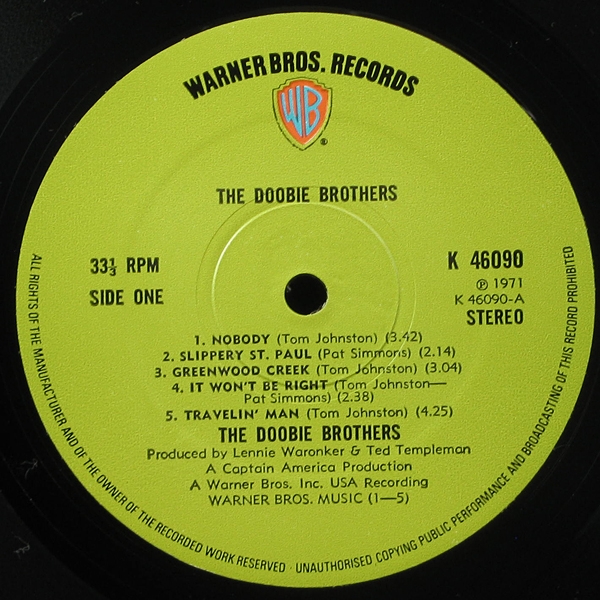 WARNER BROS. RECORDS
WB
®
THE DOOBIE BROTHERS
33⅓ RPM
SIDE ONE
K 46090
℗ 1971
K 46090-A
STEREO
1. NOBODY (Tom Johnston) (3.42)
2. SLIPPERY ST. PAUL (Pat Simmons) (2.14)
3. GREENWOOD CREEK (Tom Johnston) (3.04)
4. IT WON'T BE RIGHT (Tom Johnston—
Pat Simmons) (2.38)
5. TRAVELIN' MAN (Tom Johnston) (4.25)
THE DOOBIE BROTHERS
Produced by Lennie Waronker & Ted Templeman
A Captain America Production
A Warner Bros. Inc. USA Recording
WARNER BROS. MUSIC (1—5)
ALL RIGHTS OF THE MANUFACTURER AND OF THE OWNER OF THE RECORDED WORK RESERVED · UNAUTHORISED COPYING PUBLIC PERFORMANCE AND BROADCASTING OF THIS RECORD PROHIBITED